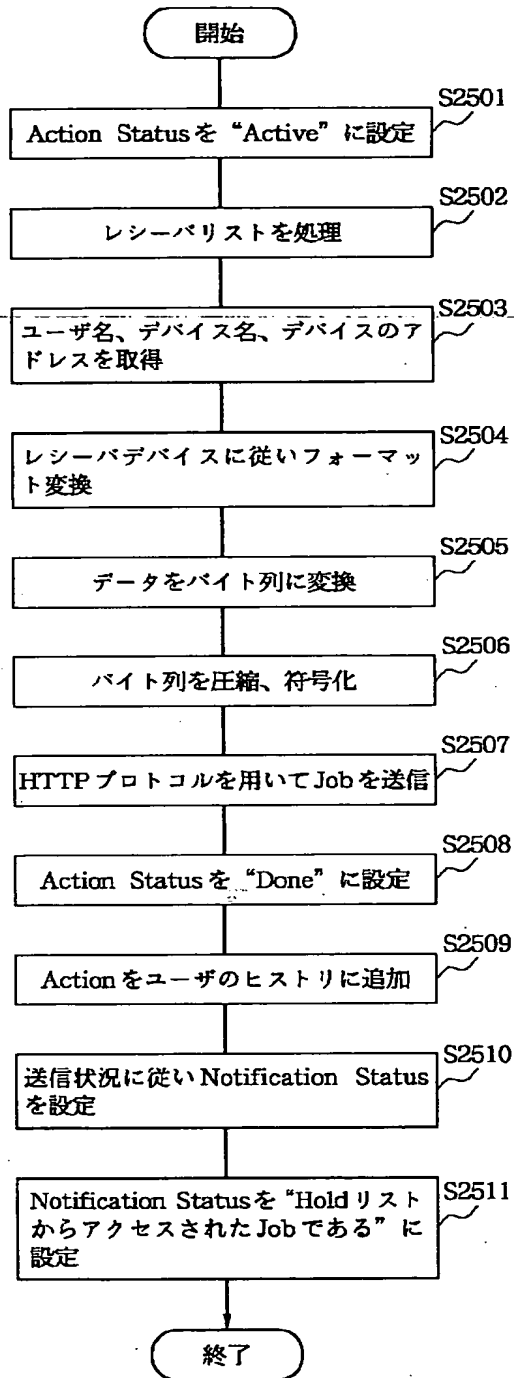 開始
S2501
Action Statusを“Active”に設定
S2502
レシーバリストを処理
S2503
ユーザ名、デバイス名、デバイスのア
ドレスを取得
S2504
レシーバデバイスに従いフォーマッ
ト変換
S2505
データをバイト列に変換
S2506
バイト列を圧縮、符号化
S2507
HTTPプロトコルを用いてJobを送信
S2508
Action Statusを“Done”に設定
S2509
Actionをユーザのヒストリに追加
S2510
送信状況に従いNotification Status
を設定
S2511
Notification Statusを“Holdリスト
からアクセスされたJobである”に
設定
終了